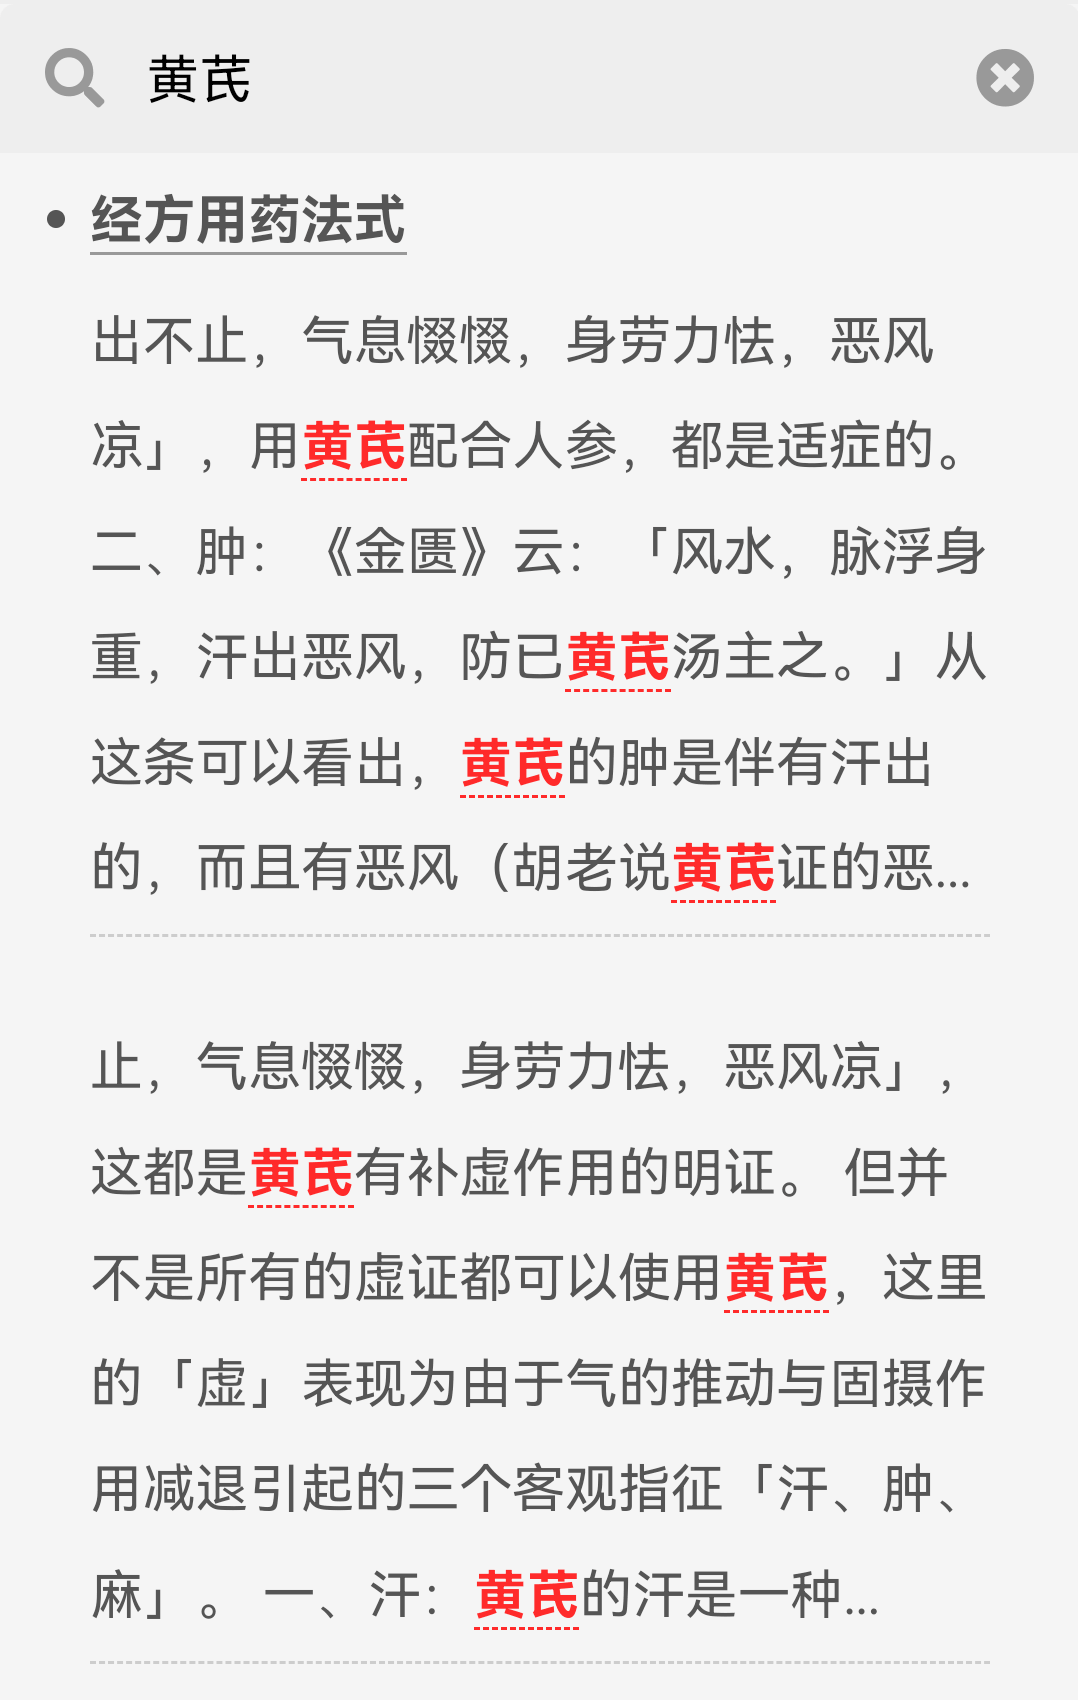 黄芪
经方用药法式
出不止，气息惙惙，身劳力怯，恶风
凉」，用黄芪配合人参，都是适症的。
二、肿：《金匮》云：「风水，脉浮身
重，汗出恶风，防已黄芪汤主之。」从
这条可以看出，黄芪的肿是伴有汗出
的，而且有恶风（胡老说黄芪证的恶...
止，气息惙惙，身劳力怯，恶风凉」，
这都是黄芪有补虚作用的明证。 但并
不是所有的虚证都可以使用黄芪，这里
的「虚」表现为由于气的推动与固摄作
用减退引起的三个客观指征「汗、肿、
麻」。 一、汗：黄芪的汗是一种...